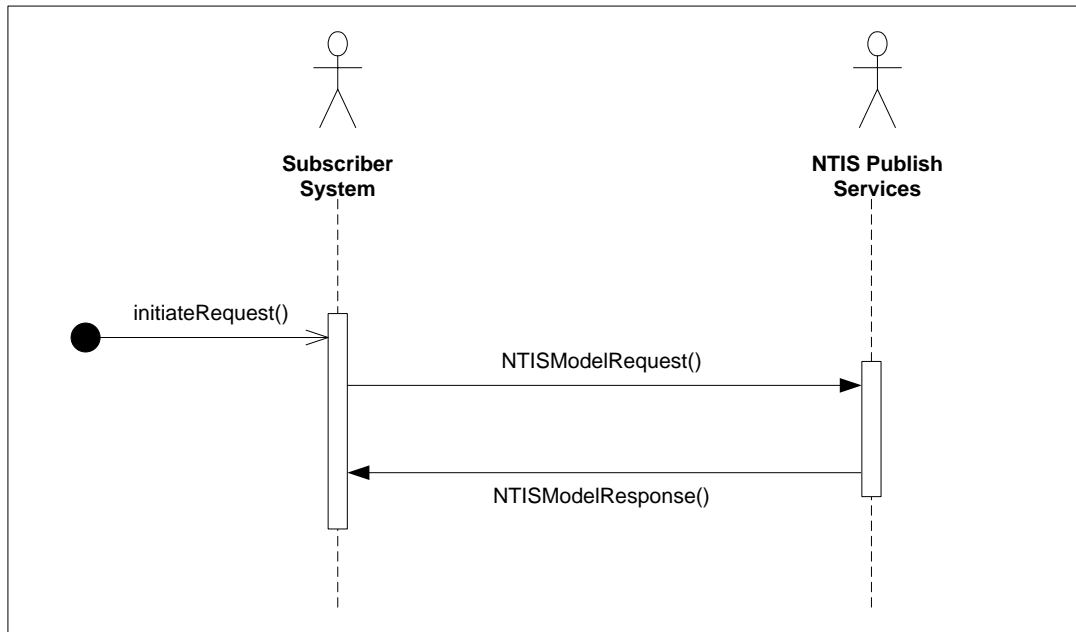 Subscriber
System
NTIS Publish
Services
initiateRequest()
NTISModelRequest()
NTISModelResponse()